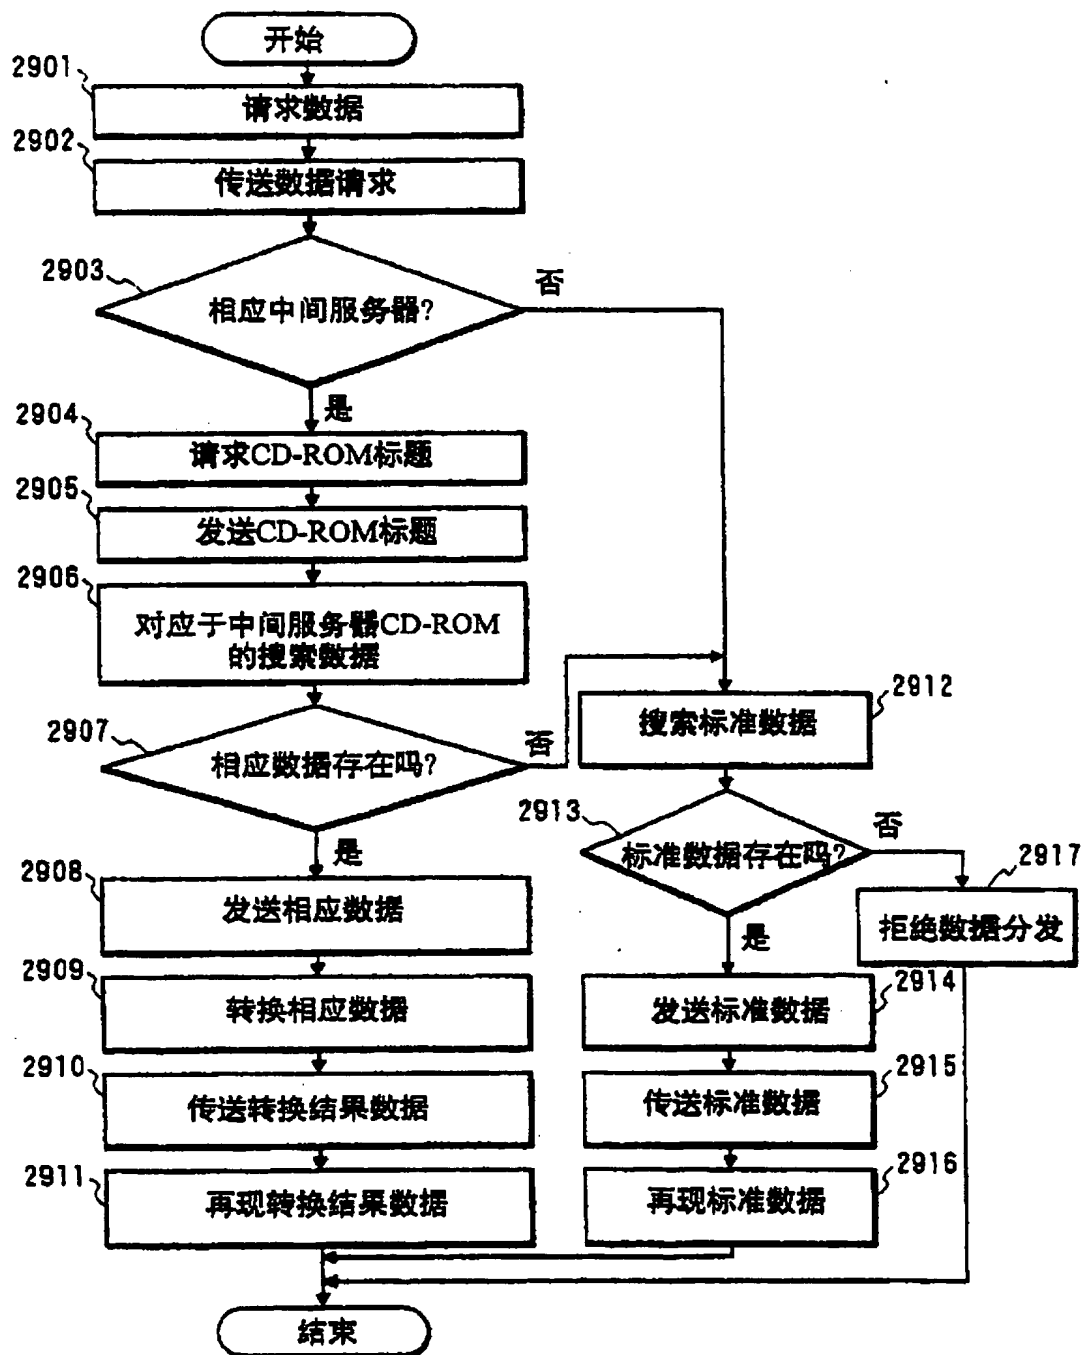 开始
2901
请求数据
2902
传送数据请求
2903
相应中间服务器?
否
是
2904
请求CD-ROM标题
2905
发送CD-ROM标题
2906
对应于中间服务器CD-ROM
的搜索数据
2907
相应数据存在吗?
否
是
2908
发送相应数据
2909
转换相应数据
2910
传送转换结果数据
2911
再现转换结果数据
2912
搜索标准数据
2913
标准数据存在吗?
否
是
2917
拒绝数据分发
2914
发送标准数据
2915
传送标准数据
2916
再现标准数据
结束